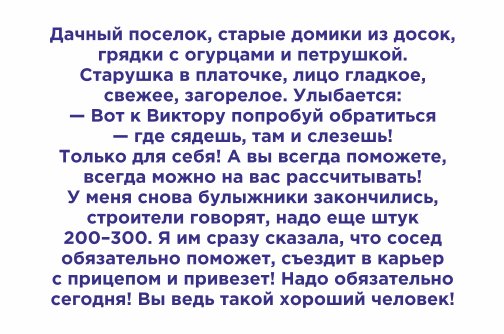 Дачный поселок, старые домики из досок,
грядки с огурцами и петрушкой.
Старушка в платочке, лицо гладкое,
свежее, загорелое. Улыбается:
— Вот к Виктору попробуй обратиться
— где сядешь, там и слезешь!
Только для себя! А вы всегда поможете,
всегда можно на вас рассчитывать!
У меня снова булыжники закончились,
строители говорят, надо еще штук
200–300. Я им сразу сказала, что сосед
обязательно поможет, съездит в карьер
с прицепом и привезет! Надо обязательно
сегодня! Вы ведь такой хороший человек!